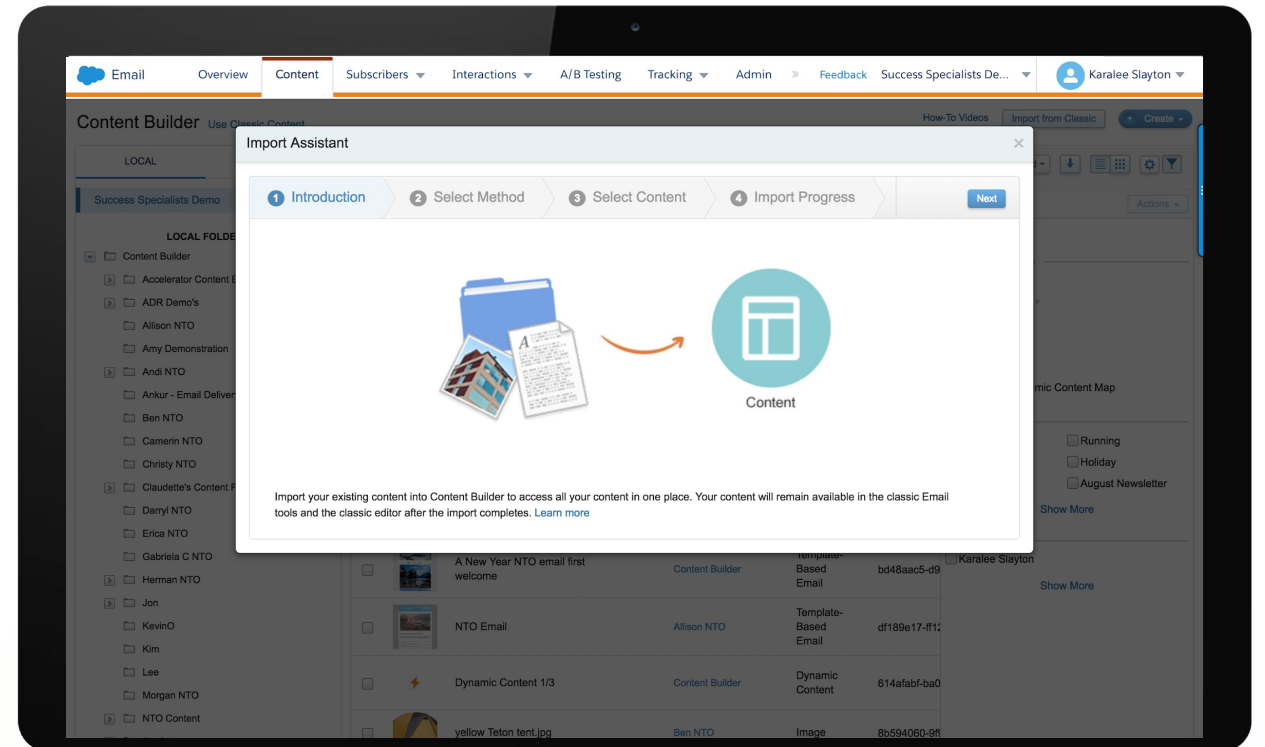 Email Overview Content Subscribers Interactions A/B Testing Tracking Admin » Feedback Success Specialists De... Karalee Slayton
Content Builder Use Classic Content How-To Videos Import from Classic + Create
Import Assistant
LOCAL
1 Introduction 2 Select Method 3 Select Content 4 Import Progress Next
Success Specialists Demo Actions
LOCAL FOLDE
Content Builder
Accelerator Content
ADR Demo's
Allison NTO
Amy Demonstration
Andi NTO
mic Content Map
Ankur - Email Deliver
Content
Ben NTO
Camerin NTO
Running
Christy NTO
Holiday
Claudette's Content
August Newsletter
Import your existing content into Content Builder to access all your content in one place. Your content will remain available in the classic Email
tools and the classic editor after the import completes. Learn more
Darryl NTO
Show More
Erica NTO
Gabriela C NTO
Herman NTO
Jon
KevinO
Kim
Lee
Morgan NTO
NTO Content
A New Year NTO email first
welcome
Content Builder
Template-
Based
Email
bd48aac5-d9
Karalee Slayton
Show More
NTO Email
Allison NTO
Template-
Based
Email
df189e17-ff12
Dynamic Content 1/3
Content Builder
Dynamic
Content
614afabf-ba0
yellow Teton tent.jpg
Ben NTO
Image
8b594060-9f